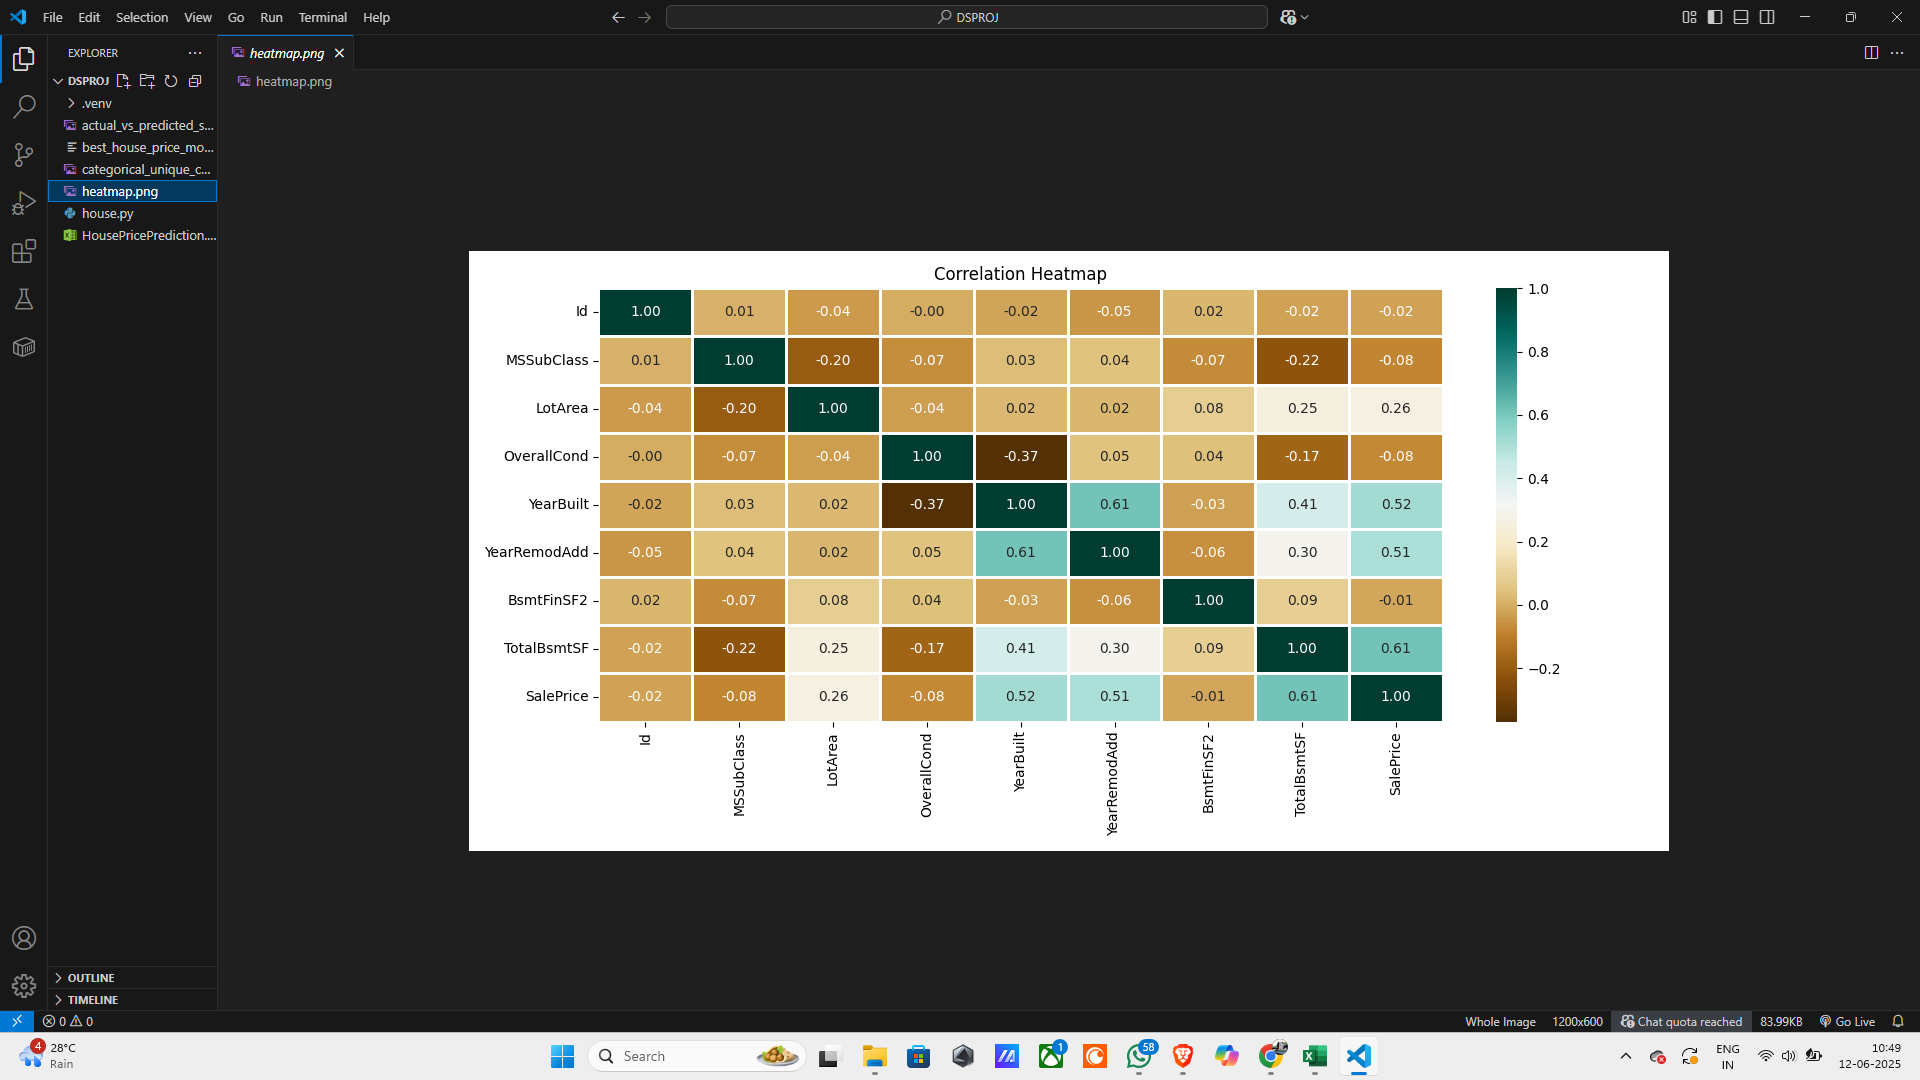 File Edit Selection View Go Run Terminal Help
DSPROJ
EXPLORER
DSPROJ
.venv
actual_vs_predicted_s...
best_house_price_mo...
categorical_unique_c...
heatmap.png
house.py
HousePricePrediction....
OUTLINE
TIMELINE
heatmap.png
heatmap.png
Correlation Heatmap
Id 1.00 0.01 -0.04 -0.00 -0.02 -0.05 0.02 -0.02 -0.02
MSSubClass 0.01 1.00 -0.20 -0.07 0.03 0.04 -0.07 -0.22 -0.08
LotArea -0.04 -0.20 1.00 -0.04 0.02 0.02 0.08 0.25 0.26
OverallCond -0.00 -0.07 -0.04 1.00 -0.37 0.05 0.04 -0.17 -0.08
YearBuilt -0.02 0.03 0.02 -0.37 1.00 0.61 -0.03 0.41 0.52
YearRemodAdd -0.05 0.04 0.02 0.05 0.61 1.00 -0.06 0.30 0.51
BsmtFinSF2 0.02 -0.07 0.08 0.04 -0.03 -0.06 1.00 0.09 -0.01
TotalBsmtSF -0.02 -0.22 0.25 -0.17 0.41 0.30 0.09 1.00 0.61
SalePrice -0.02 -0.08 0.26 -0.08 0.52 0.51 -0.01 0.61 1.00
Id MSSubClass LotArea OverallCond YearBuilt YearRemodAdd BsmtFinSF2 TotalBsmtSF SalePrice
1.0
0.8
0.6
0.4
0.2
0.0
−0.2
0 0
Whole Image 1200x600 Chat quota reached 83.99KB Go Live
4
28°C
Rain
Search
1
58
ENG
IN
10:49
12-06-2025